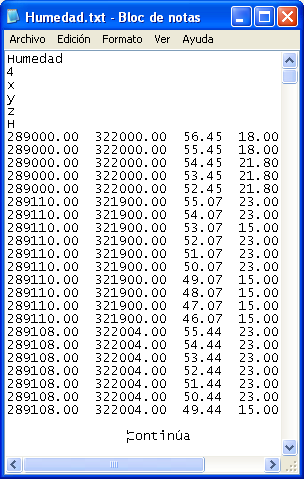 Humedad.txt - Bloc de notas
Archivo Edición Formato Ver Ayuda
Humedad
4
x
y
z
H
289000.00 322000.00 56.45 18.00
289000.00 322000.00 55.45 18.00
289000.00 322000.00 54.45 21.80
289000.00 322000.00 53.45 21.80
289000.00 322000.00 52.45 21.80
289110.00 321900.00 55.07 23.00
289110.00 321900.00 54.07 23.00
289110.00 321900.00 53.07 15.00
289110.00 321900.00 52.07 23.00
289110.00 321900.00 51.07 23.00
289110.00 321900.00 50.07 23.00
289110.00 321900.00 49.07 15.00
289110.00 321900.00 48.07 15.00
289110.00 321900.00 47.07 15.00
289110.00 321900.00 46.07 15.00
289108.00 322004.00 55.44 23.00
289108.00 322004.00 54.44 23.00
289108.00 322004.00 53.44 23.00
289108.00 322004.00 52.44 23.00
289108.00 322004.00 51.44 23.00
289108.00 322004.00 50.44 23.00
289108.00 322004.00 49.44 15.00
Continúa